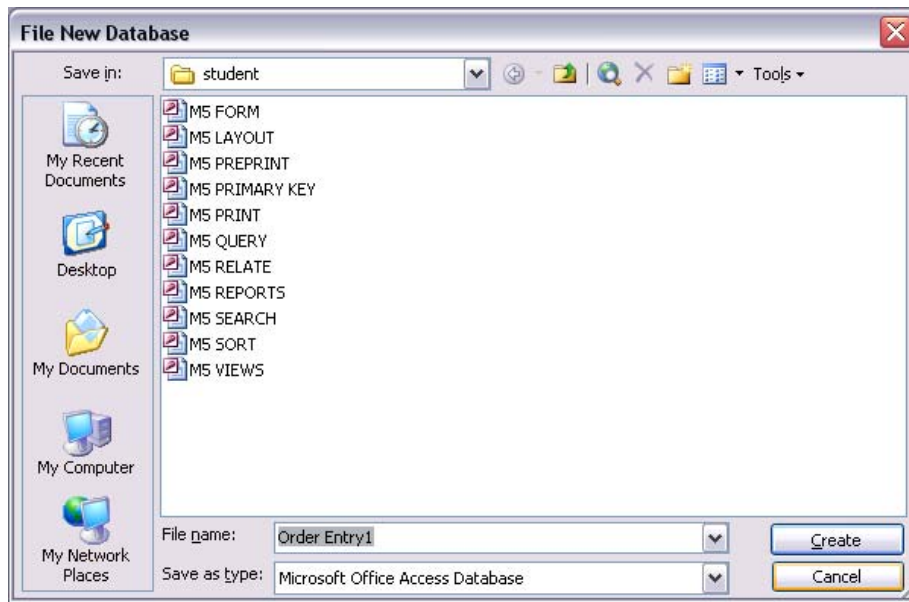 File New Database
Save in:
student
Tools
M5 FORM
M5 LAYOUT
M5 PREPRINT
M5 PRIMARY KEY
M5 PRINT
M5 QUERY
M5 RELATE
M5 REPORTS
M5 SEARCH
M5 SORT
M5 VIEWS
My Recent
Documents
Desktop
My Documents
My Computer
My Network
Places
File name:
Order Entry1
Create
Save as type:
Microsoft Office Access Database
Cancel